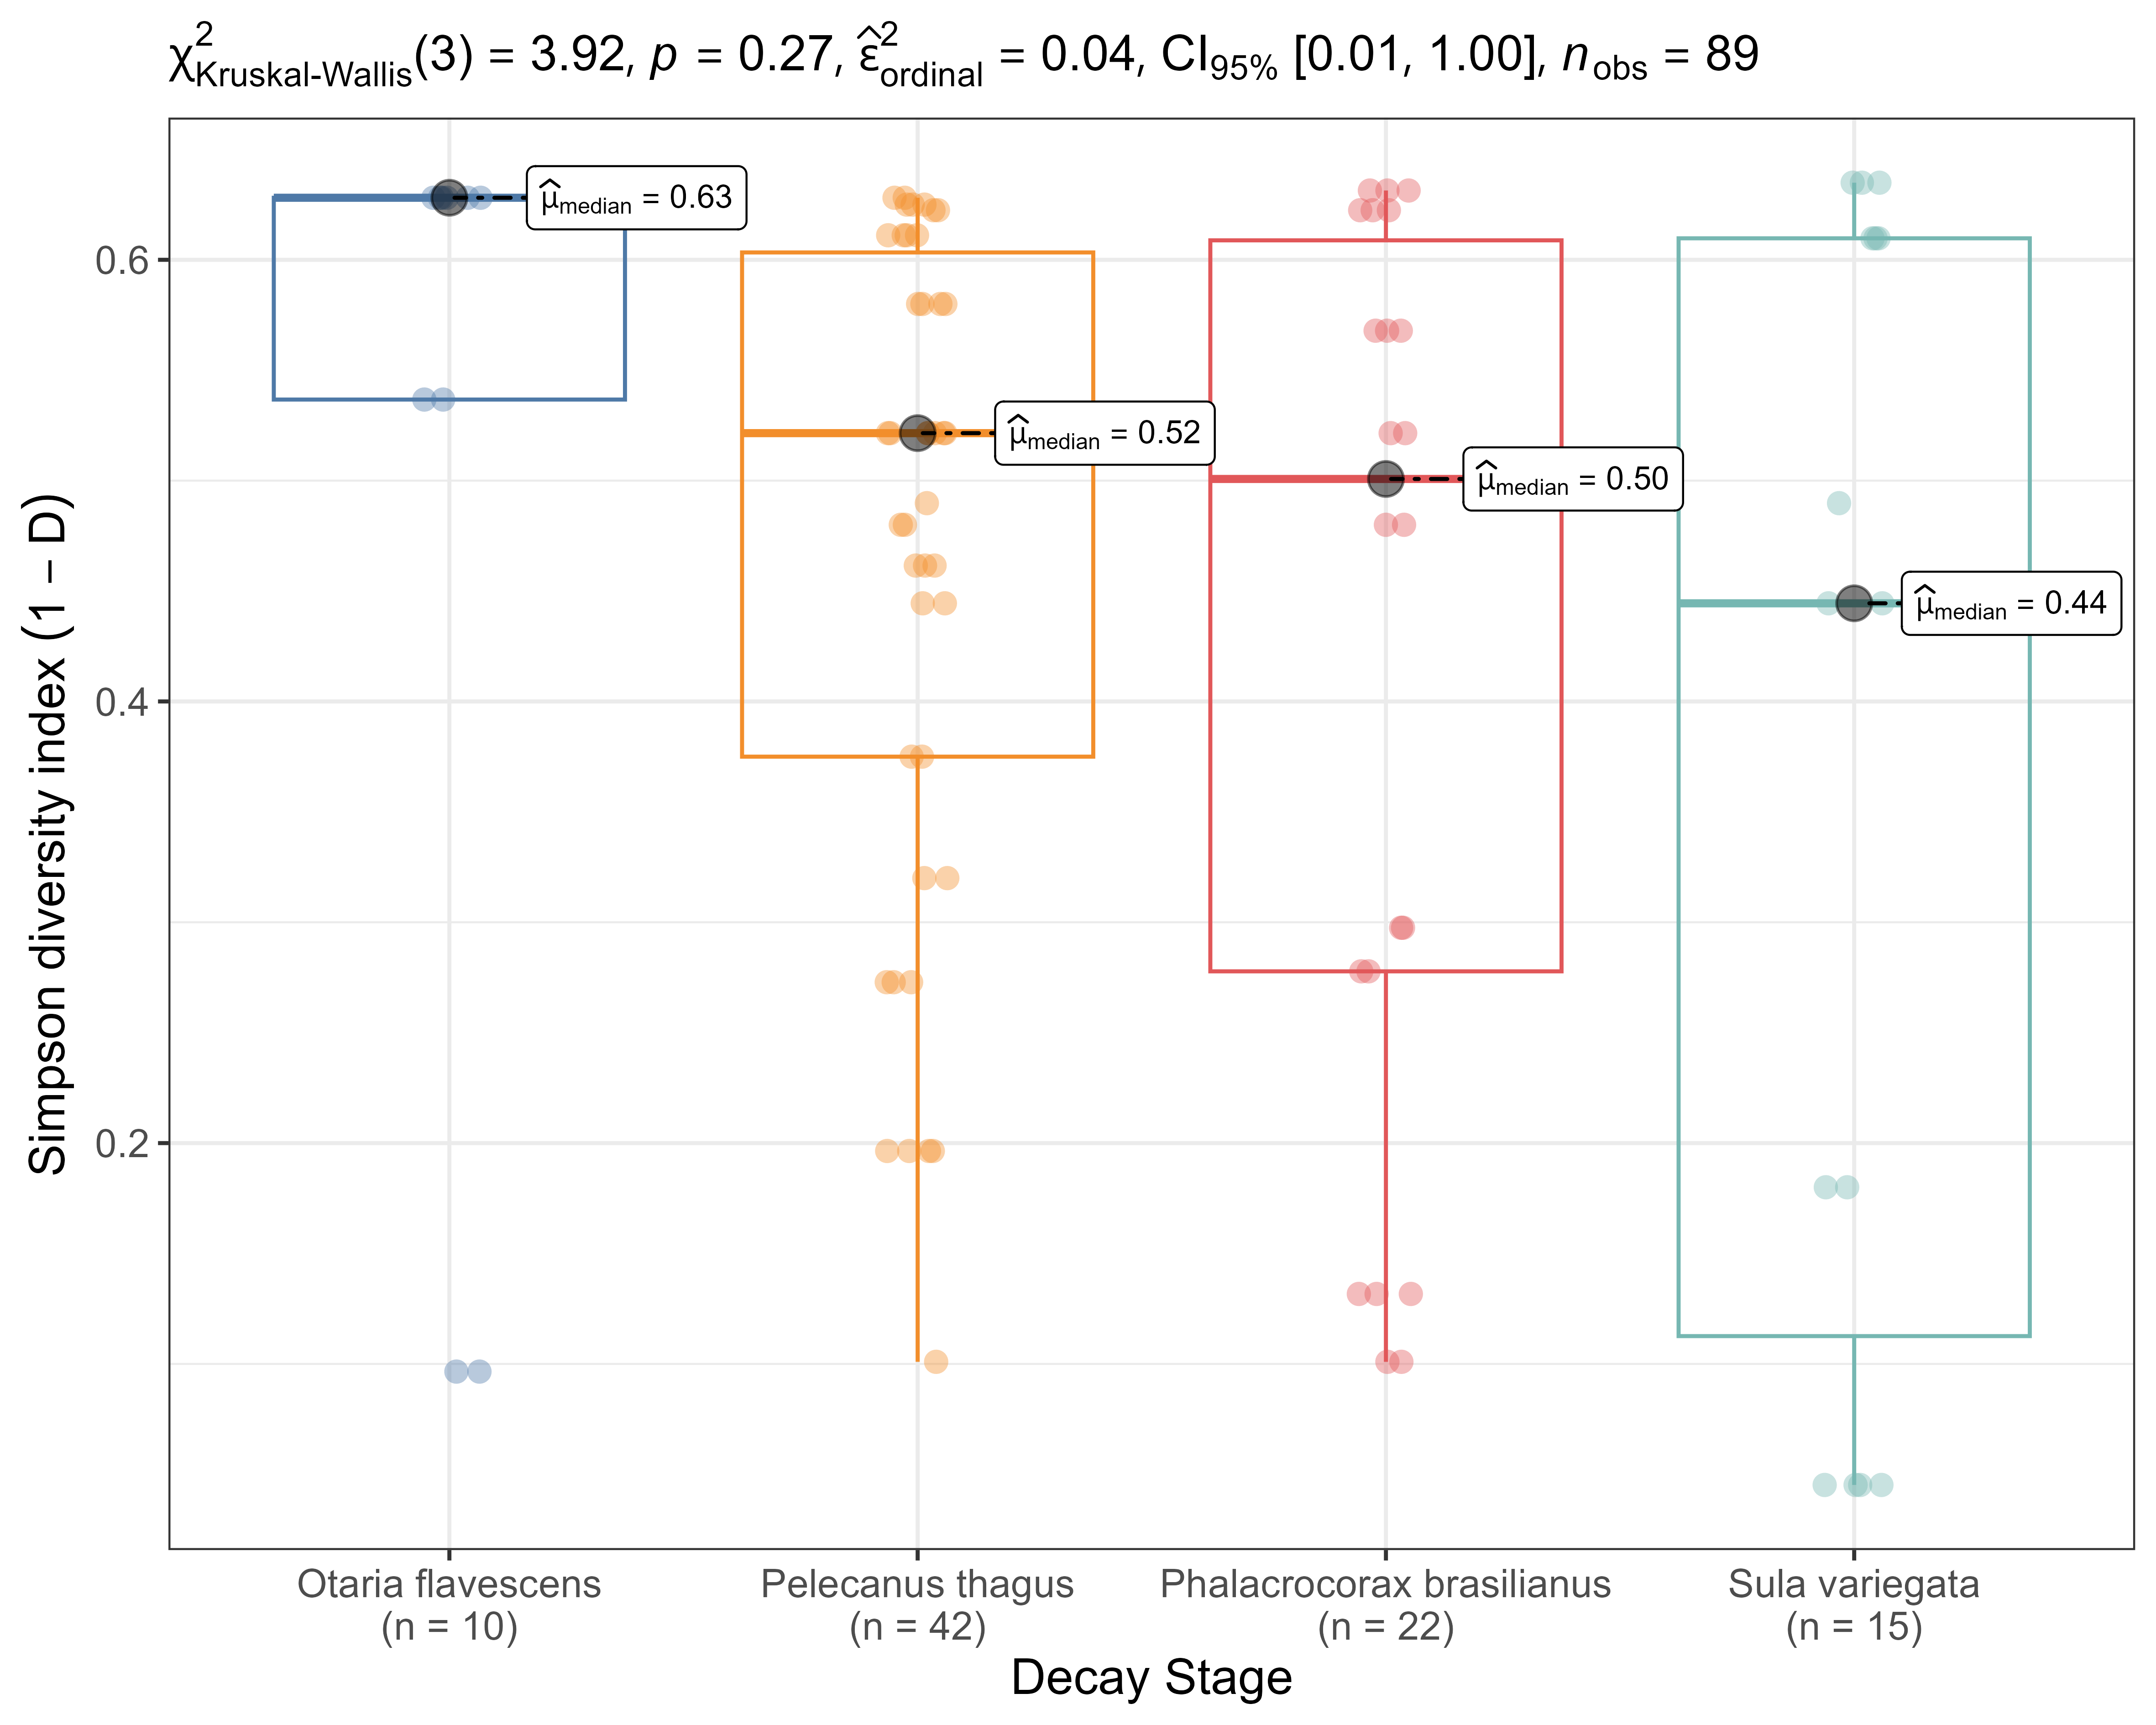 χ²Kruskal-Wallis(3) = 3.92, p = 0.27, ε̂²ordinal = 0.04, CI95% [0.01, 1.00], nobs = 89
Simpson diversity index (1 − D)
0.6
0.4
0.2
μ̂median = 0.63
μ̂median = 0.52
μ̂median = 0.50
μ̂median = 0.44
Otaria flavescens
(n = 10)
Pelecanus thagus
(n = 42)
Phalacrocorax brasilianus
(n = 22)
Sula variegata
(n = 15)
Decay Stage